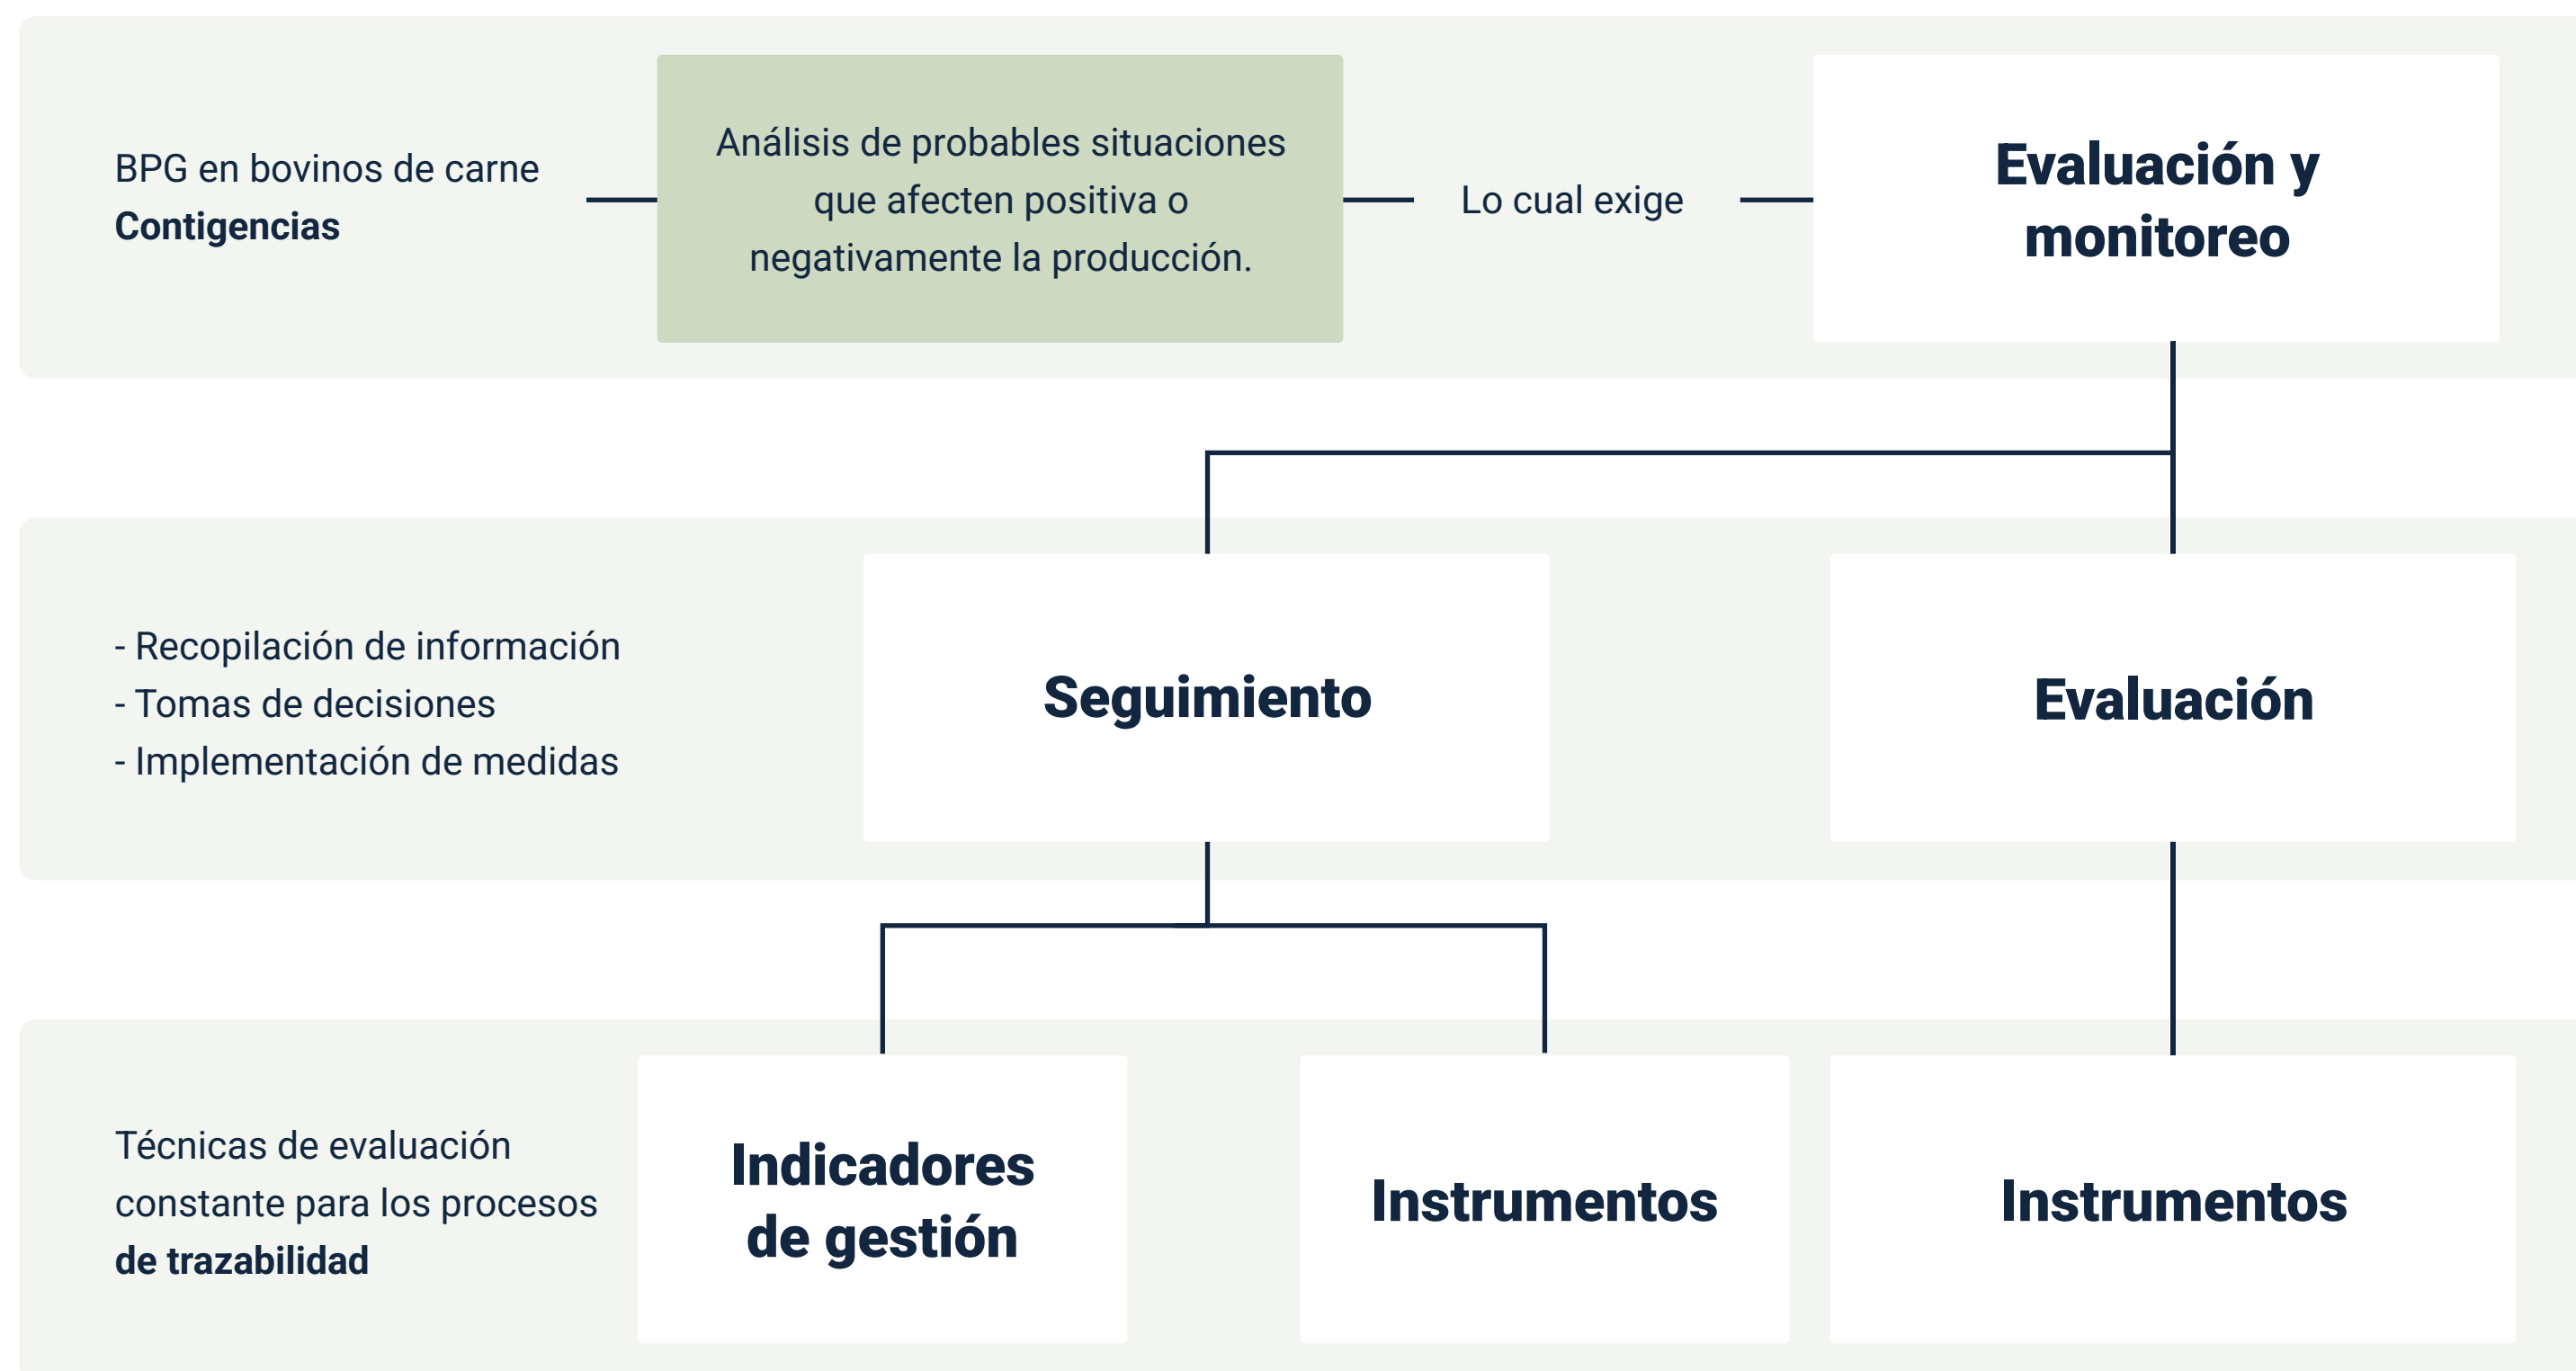 BPG en bovinos de carne
Contigencias
Análisis de probables situaciones
que afecten positiva o
negativamente la producción.
Lo cual exige
Evaluación y
monitoreo
- Recopilación de información
- Tomas de decisiones
- Implementación de medidas
Seguimiento
Evaluación
Técnicas de evaluación
constante para los procesos
de trazabilidad
Indicadores
de gestión
Instrumentos
Instrumentos